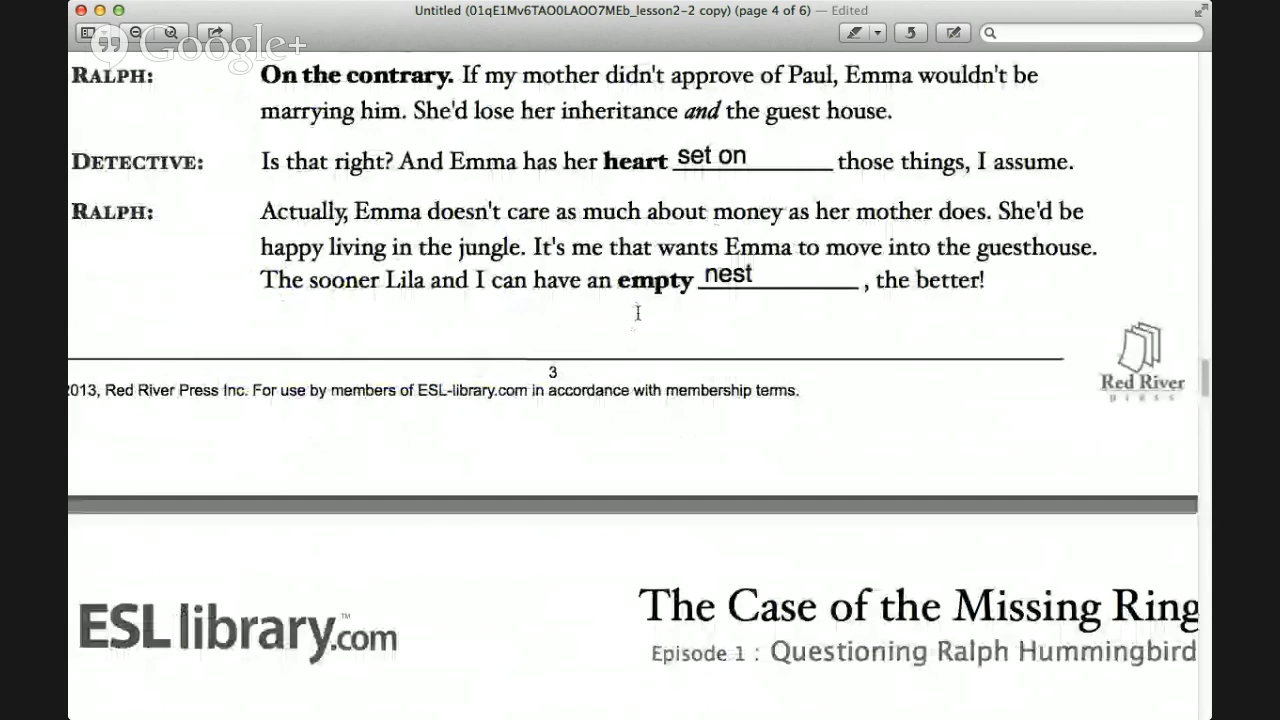 Untitled (01qE1Mv6TAO0LAOO7MEb_lesson2-2 copy) (page 4 of 6) — Edited
Google+
RALPH: On the contrary. If my mother didn't approve of Paul, Emma wouldn't be
marrying him. She'd lose her inheritance and the guest house.
DETECTIVE: Is that right? And Emma has her heart set on those things, I assume.
RALPH: Actually, Emma doesn't care as much about money as her mother does. She'd be
happy living in the jungle. It's me that wants Emma to move into the guesthouse.
The sooner Lila and I can have an empty nest, the better!
3
2013, Red River Press Inc. For use by members of ESL-library.com in accordance with membership terms.
Red River
PRESS
ESL library.com™
The Case of the Missing Ring
Episode 1 : Questioning Ralph Hummingbird